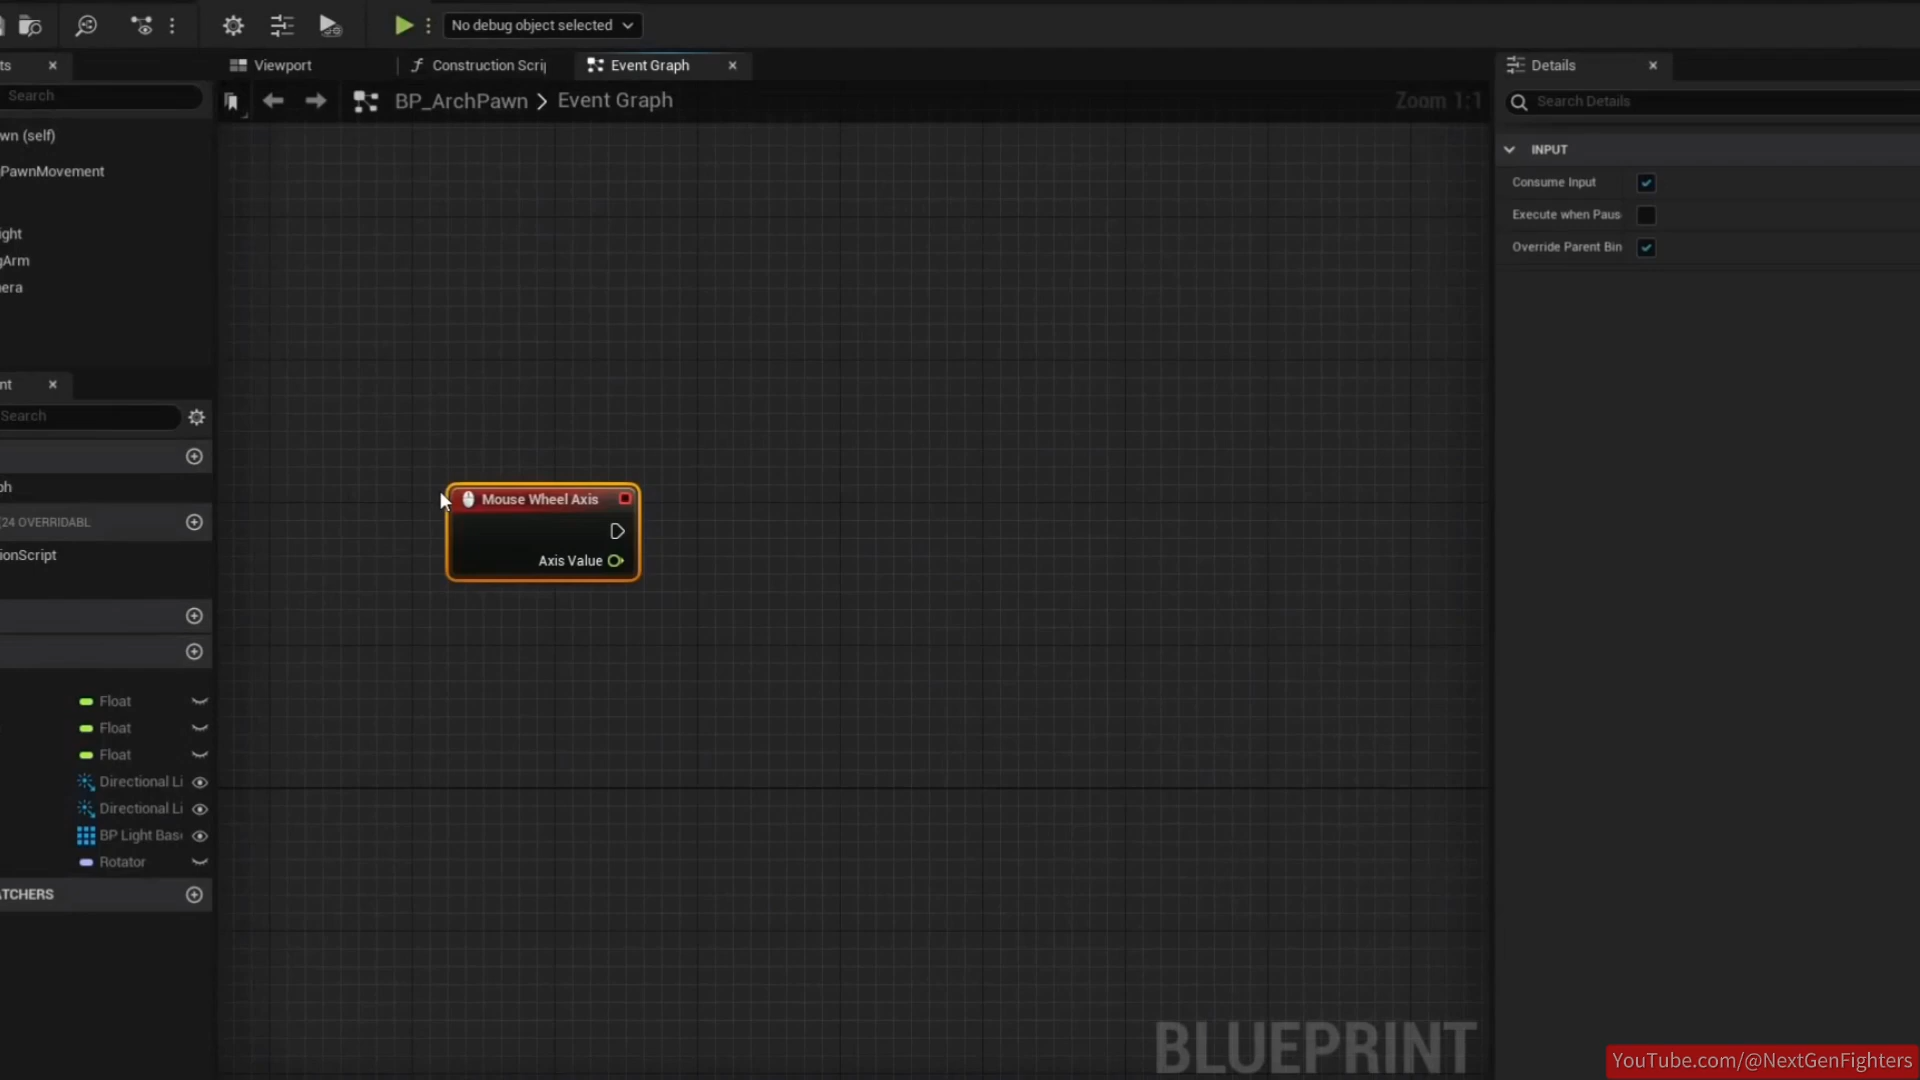 No debug object selected
ts
Viewport
Construction Scrip
Event Graph
Details
Search
BP_ArchPawn > Event Graph
Zoom 1:1
Search Details
wn (self)
INPUT
PawnMovement
Consume Input
Execute when Paus
ight
Override Parent Bin
gArm
era
nt
Search
ph
Mouse Wheel Axis
24 OVERRIDABL
ionScript
Axis Value
Float
Float
Float
Directional Li
Directional Li
BP Light Bas
Rotator
ATCHERS
BLUEPRINT
YouTube.com/@NextGenFighters